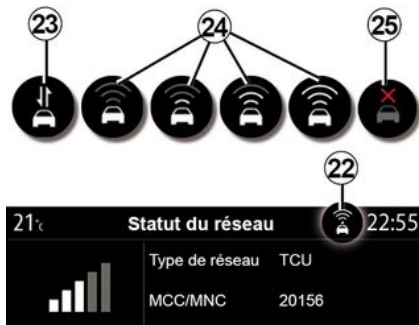 23 24 25
22
21°c Statut du réseau 22:55
Type de réseau TCU
MCC/MNC 20156